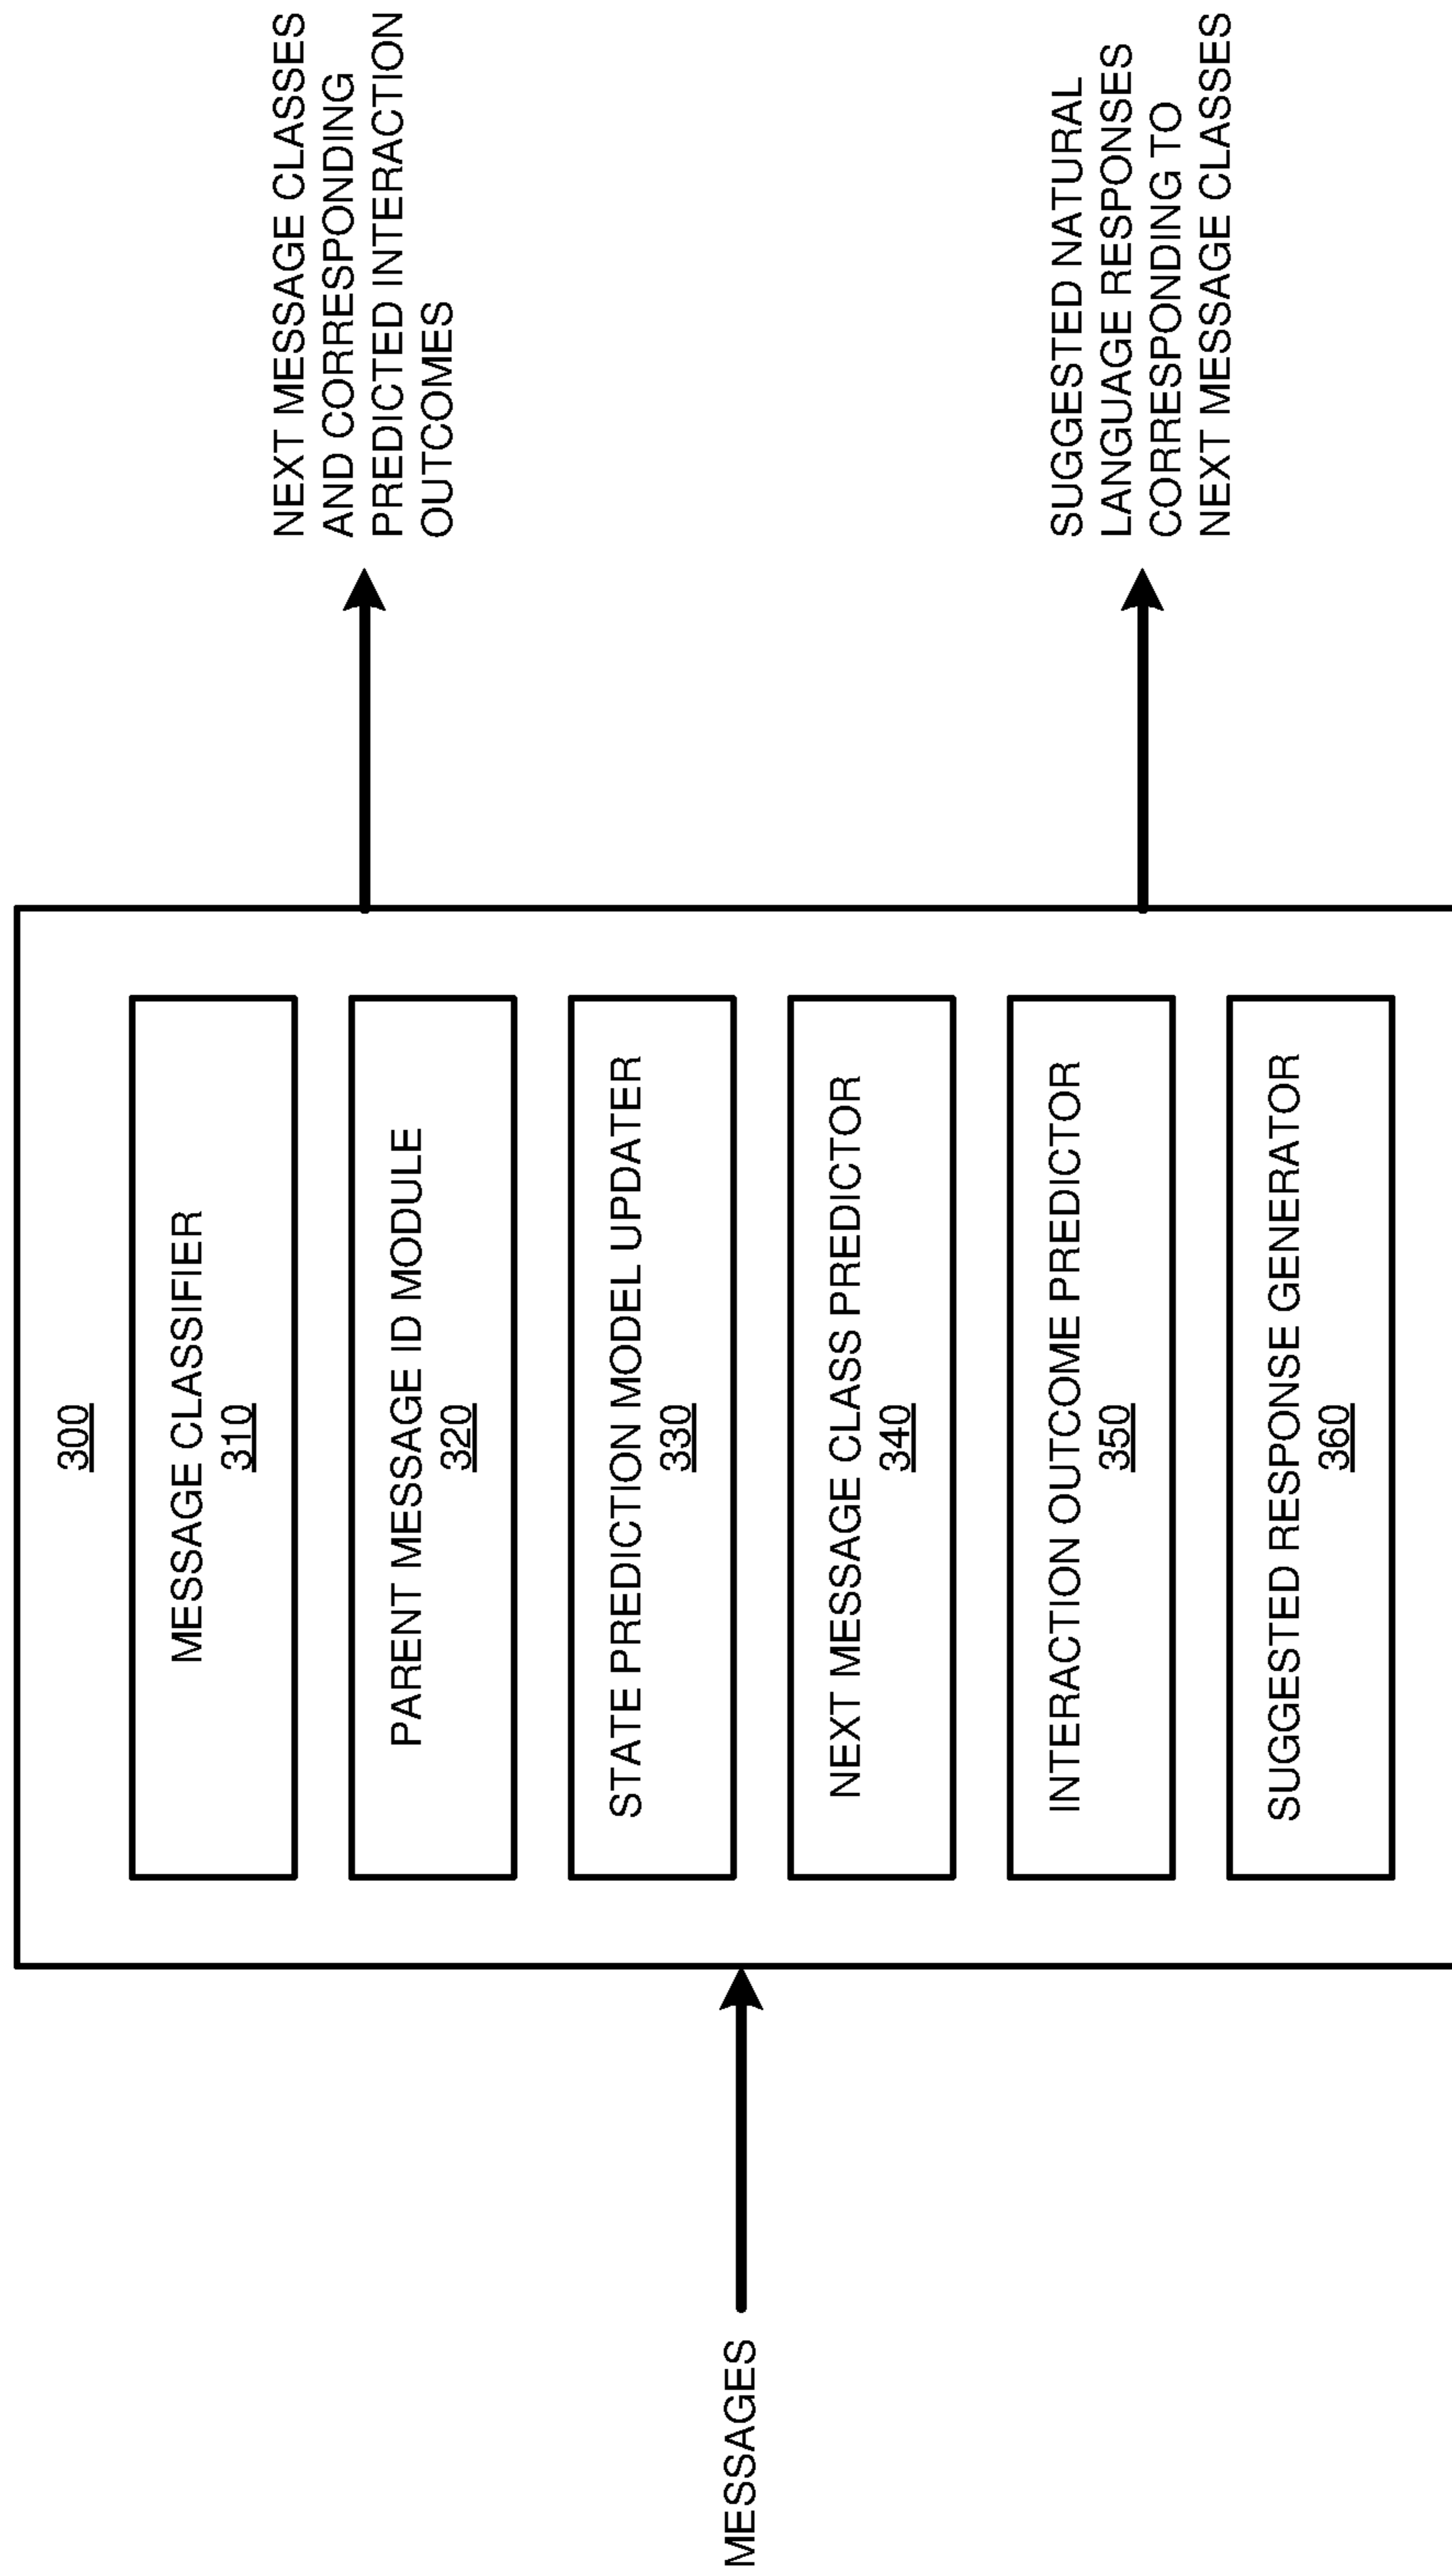 300
MESSAGE CLASSIFIER
310
PARENT MESSAGE ID MODULE
320
STATE PREDICTION MODEL UPDATER
330
NEXT MESSAGE CLASS PREDICTOR
340
INTERACTION OUTCOME PREDICTOR
350
SUGGESTED RESPONSE GENERATOR
360
MESSAGES
NEXT MESSAGE CLASSES
AND CORRESPONDING
PREDICTED INTERACTION
OUTCOMES
SUGGESTED NATURAL
LANGUAGE RESPONSES
CORRESPONDING TO
NEXT MESSAGE CLASSES